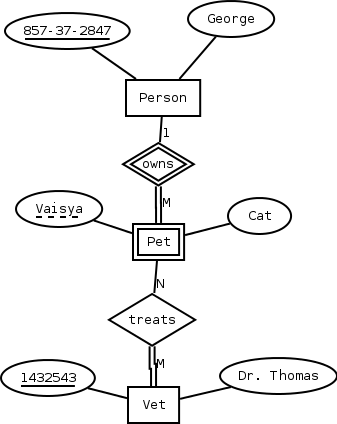 857-37-2847
George
Person
1
owns
M
Vaisya
Cat
Pet
N
treats
M
1432543
Dr. Thomas
Vet